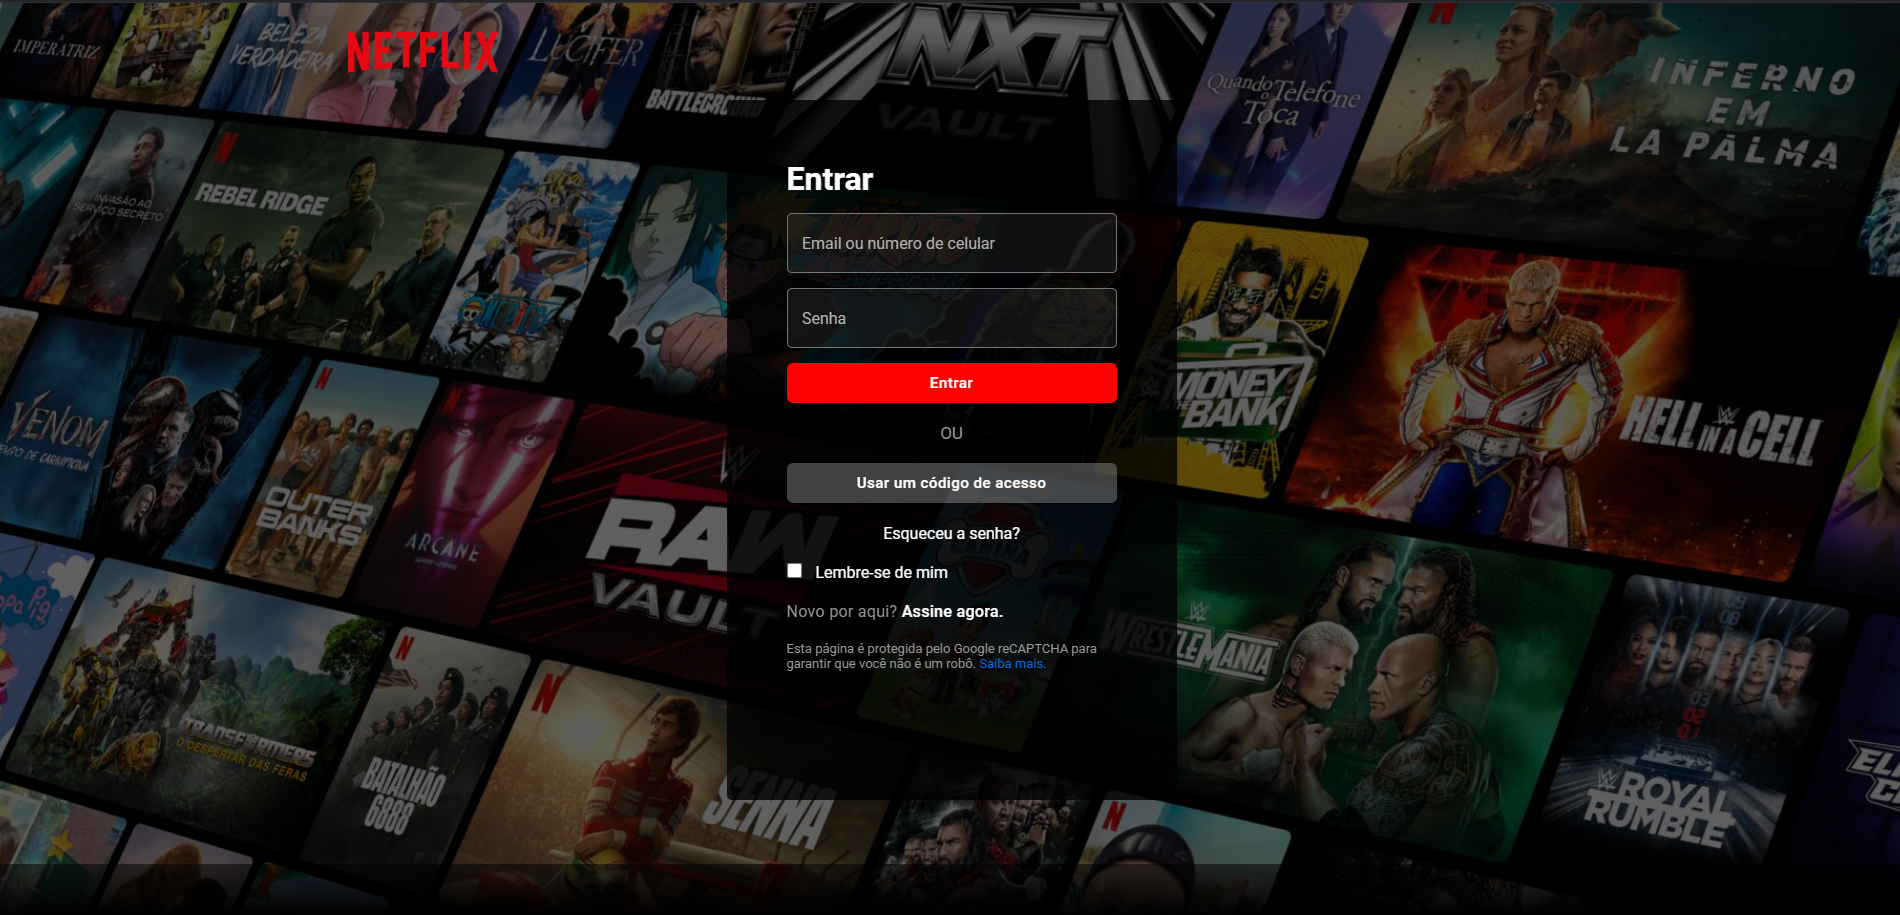 A IMPERATRIZ
BELEZA
VERDADEIRA
NETFLIX
LUCIFER
BATTLEGROUND
NXT
VAULT
Quando o Telefone
Toca
INFERNO
EM
LA PALMA
INVASÃO AO
SERVIÇO SECRETO
REBEL RIDGE
ONE PIECE
Entrar
Email ou número de celular
Senha
Entrar
OU
Usar um código de acesso
Esqueceu a senha?
Lembre-se de mim
Novo por aqui? Assine agora.
Esta página é protegida pelo Google reCAPTCHA para
garantir que você não é um robô. Saiba mais.
MONEY
IN THE
BANK
HELL IN A CELL
VENOM
TEMPO DE CARNIFICINA
OUTER
BANKS
ARCANE
RAW
VAULT
WRESTLEMANIA
Peppa Pig
TRANSFORMERS
O DESPERTAR DAS FERAS
BATALHÃO
6888
SENNA
ROYAL
RUMBLE